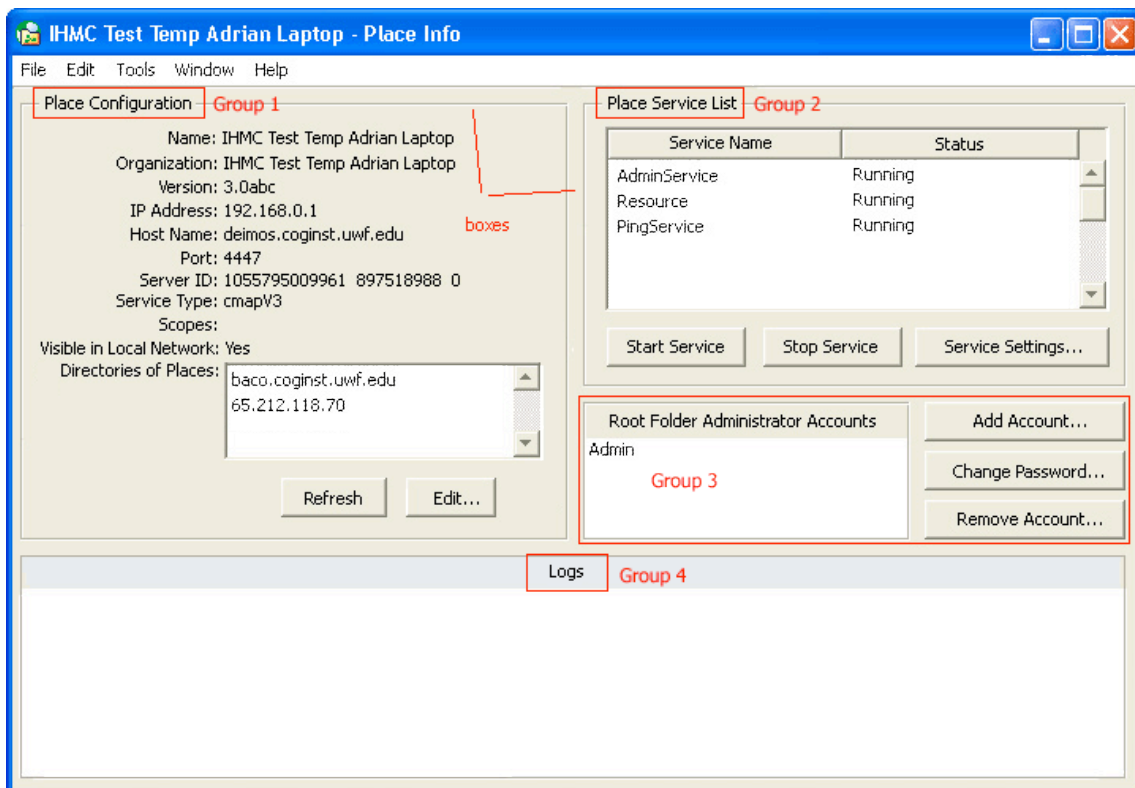 IHMC Test Temp Adrian Laptop - Place Info
File Edit Tools Window Help
Place Configuration Group 1
Name: IHMC Test Temp Adrian Laptop
Organization: IHMC Test Temp Adrian Laptop
Version: 3.0abc
IP Address: 192.168.0.1
Host Name: deimos.coginst.uwf.edu
Port: 4447
Server ID: 1055795009961 897518988 0
Service Type: cmapV3
Scopes:
Visible in Local Network: Yes
Directories of Places:
baco.coginst.uwf.edu
65.212.118.70
Refresh Edit...
boxes
Place Service List Group 2
Service Name Status
AdminService Running
Resource Running
PingService Running
Start Service Stop Service Service Settings...
Root Folder Administrator Accounts
Admin
Group 3
Add Account...
Change Password...
Remove Account...
Logs Group 4